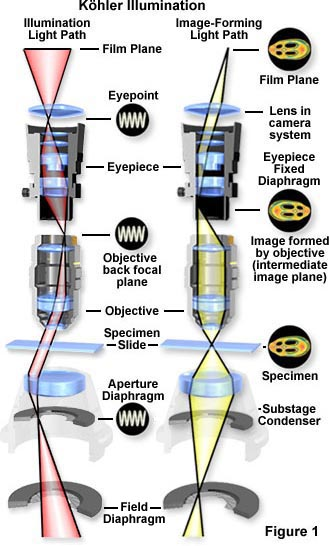 Köhler Illumination
Illumination
Light Path
Image-Forming
Light Path
Film Plane
Film Plane
Eyepoint
Lens in
camera
system
Eyepiece
Eyepiece
Fixed
Diaphragm
Objective
back focal
plane
Image formed
by objective
(intermediate
image plane)
Objective
Specimen
Slide
Specimen
Aperture
Diaphragm
Substage
Condenser
Field
Diaphragm
Figure 1